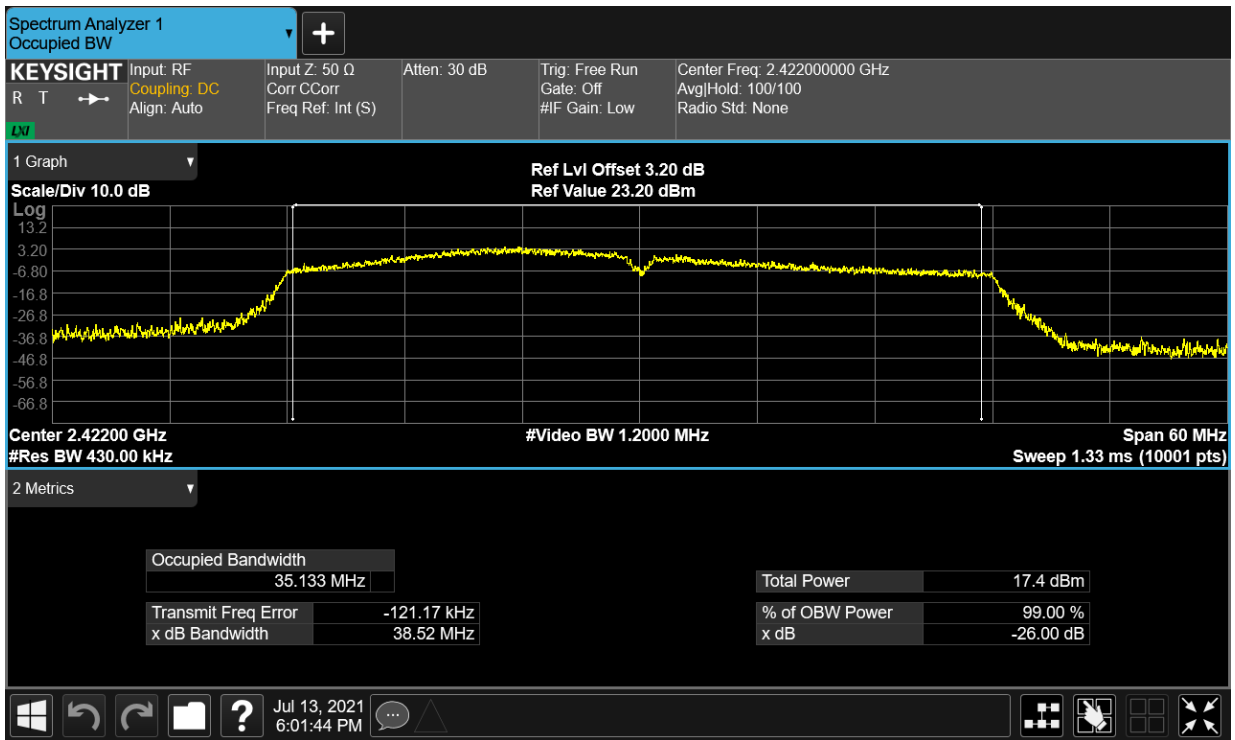 Spectrum Analyzer 1
Occupied BW
KEYSIGHT
R T
LXI
Input: RF
Coupling: DC
Align: Auto
Input Z: 50 Ω
Corr CCorr
Freq Ref: Int (S)
Atten: 30 dB
Trig: Free Run
Gate: Off
#IF Gain: Low
Center Freq: 2.422000000 GHz
Avg|Hold: 100/100
Radio Std: None
1 Graph
Scale/Div 10.0 dB
Ref Lvl Offset 3.20 dB
Ref Value 23.20 dBm
Log
13.2
3.20
-6.80
-16.8
-26.8
-36.8
-46.8
-56.8
-66.8
Center 2.42200 GHz
#Res BW 430.00 kHz
#Video BW 1.2000 MHz
Span 60 MHz
Sweep 1.33 ms (10001 pts)
2 Metrics
Occupied Bandwidth
35.133 MHz
Transmit Freq Error -121.17 kHz
x dB Bandwidth 38.52 MHz
Total Power 17.4 dBm
% of OBW Power 99.00 %
x dB -26.00 dB
?
Jul 13, 2021
6:01:44 PM